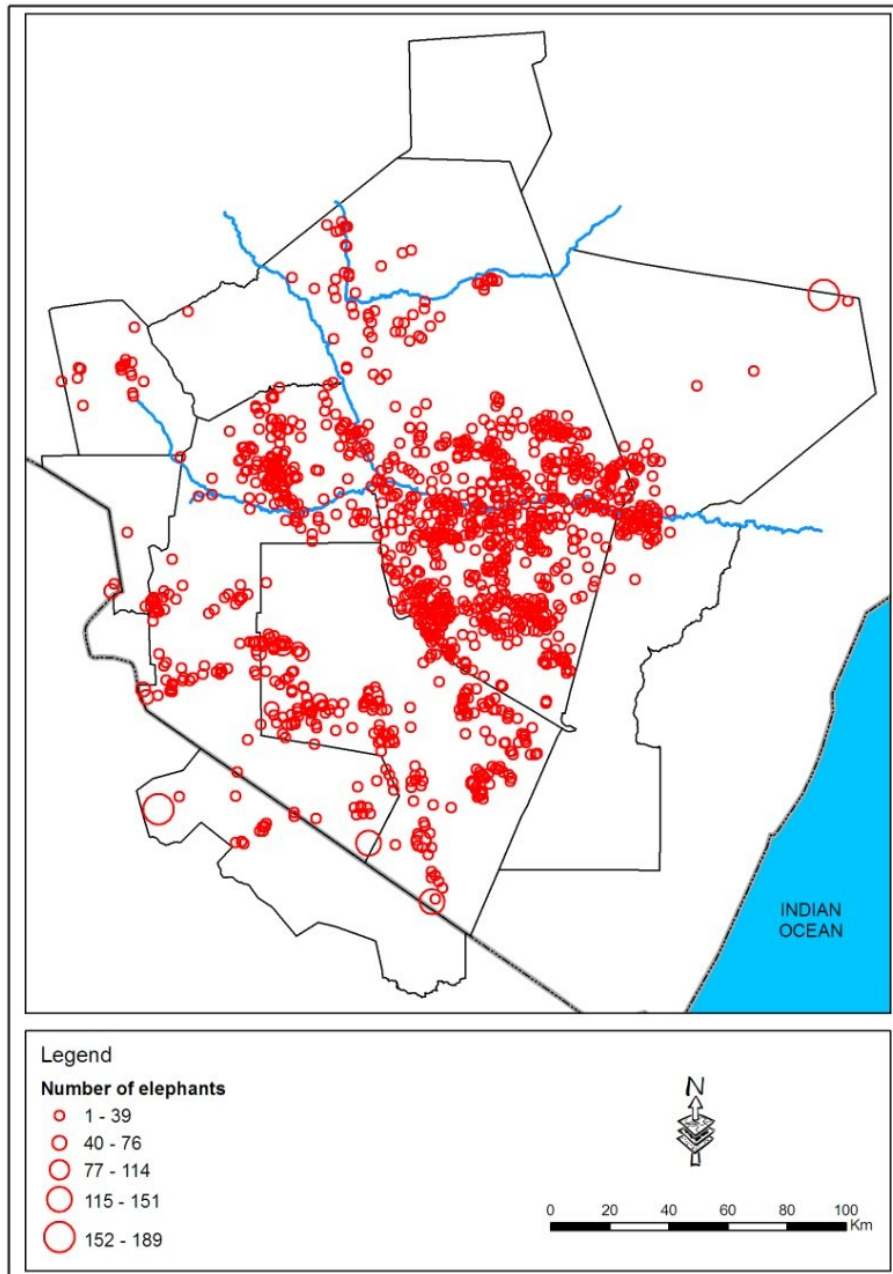 INDIAN
OCEAN
Legend
Number of elephants
1 - 39
40 - 76
77 - 114
115 - 151
152 - 189
N
0 20 40 60 80 100
Km